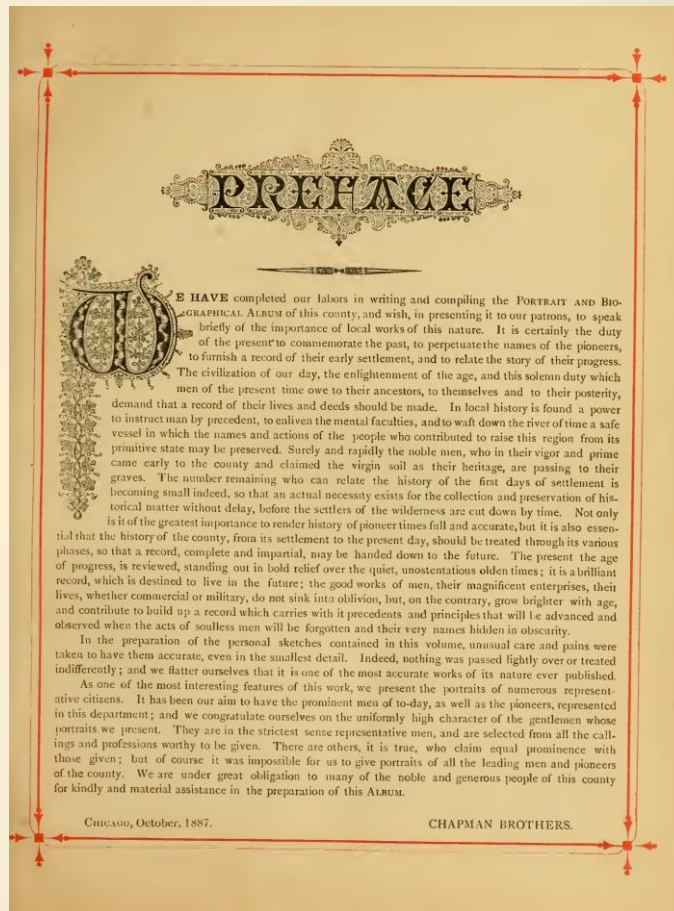 PREFACE
WE HAVE completed our labors in writing and compiling the PORTRAIT AND BIO-
GRAPHICAL ALBUM of this county, and wish, in presenting it to our patrons, to speak
briefly of the importance of local works of this nature. It is certainly the duty
of the present to commemorate the past, to perpetuate the names of the pioneers,
to furnish a record of their early settlement, and to relate the story of their progress.
The civilization of our day, the enlightenment of the age, and this solemn duty which
men of the present time owe to their ancestors, to themselves and to their posterity,
demand that a record of their lives and deeds should be made. In local history is found a power
to instruct man by precedent, to enliven the mental faculties, and to waft down the river of time a safe
vessel in which the names and actions of the people who contributed to raise this region from its
primitive state may be preserved. Surely and rapidly the noble men, who in their vigor and prime
came early to the county and claimed the virgin soil as their heritage, are passing to their
graves. The number remaining who can relate the history of the first days of settlement is
becoming small indeed, so that an actual necessity exists for the collection and preservation of his-
torical matter without delay, before the settlers of the wilderness are cut down by time. Not only
is it of the greatest importance to render history of pioneer times full and accurate, but it is also essen-
tial that the history of the county, from its settlement to the present day, should be treated through its various
phases, so that a record, complete and impartial, may be handed down to the future. The present the age
of progress, is reviewed, standing out in bold relief over the quiet, unostentatious olden times; it is a brilliant
record, which is destined to live in the future; the good works of men, their magnificent enterprises, their
lives, whether commercial or military, do not sink into oblivion, but, on the contrary, grow brighter with age,
and contribute to build up a record which carries with it precedents and principles that will be advanced and
observed when the acts of soulless men will be forgotten and their very names hidden in obscurity.
In the preparation of the personal sketches contained in this volume, unusual care and pains were
taken to have them accurate, even in the smallest detail. Indeed, nothing was passed lightly over or treated
indifferently; and we flatter ourselves that it is one of the most accurate works of its nature ever published.
As one of the most interesting features of this work, we present the portraits of numerous represent-
ative citizens. It has been our aim to have the prominent men of to-day, as well as the pioneers, represented
in this department; and we congratulate ourselves on the uniformly high character of the gentlemen whose
portraits we present. They are in the strictest sense representative men, and are selected from all the call-
ings and professions worthy to be given. There are others, it is true, who claim equal prominence with
those given; but of course it was impossible for us to give portraits of all the leading men and pioneers
of the county. We are under great obligation to many of the noble and generous people of this county
for kindly and material assistance in the preparation of this ALBUM.
CHICAGO, October, 1887.
CHAPMAN BROTHERS.